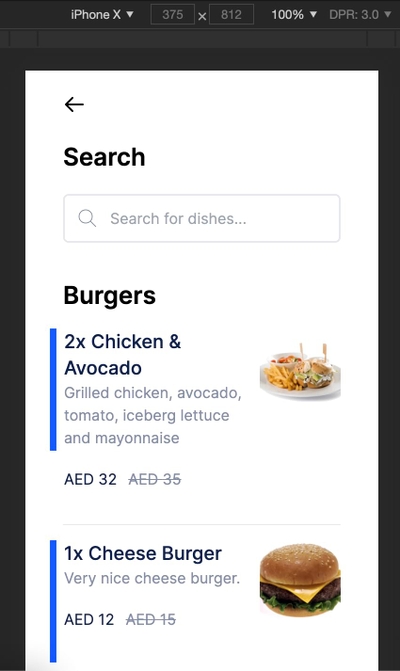 iPhone X ▼ 375 × 812 100% ▼ DPR: 3.0 ▼
Search
Search for dishes...
Burgers
2x Chicken &
Avocado
Grilled chicken, avocado,
tomato, iceberg lettuce
and mayonnaise
AED 32 AED 35
1x Cheese Burger
Very nice cheese burger.
AED 12 AED 15